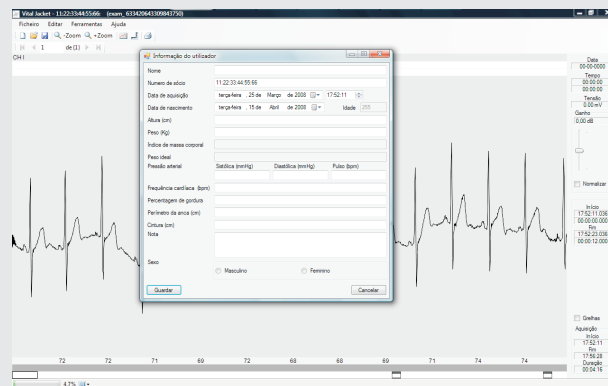 Vital Jacket - 11:22:33:44:55:66: (exam_633420643309843750)
Ficheiro Editar Ferramentas Ajuda
-Zoom +Zoom
1 de (1)
CH I
Informação do utilizador
Nome
Numero de sócio 11:22:33:44:55:66
Data de aquisição terça-feira , 25 de Março de 2008 17:52:11
Data de nascimento terça-feira , 15 de Abril de 2008 Idade 255
Altura (cm)
Peso (Kg)
Índice de massa corporal
Peso ideal
Pressão arterial Sistólica (mmHg) Diastólica (mmHg) Pulso (bpm)
Frequência cardíaca (bpm)
Percentagem de gordura
Perímetro da anca (cm)
Cintura (cm)
Nota
Sexo
Masculino Feminino
Guardar Cancelar
Data
00-00-0000
Tempo
00:00:00
00:00:00
Tensão
0.00 mV
Ganho
0.00 dB
Normalizar
Início
17:52:11.036
00:00:00.000
Fim
17:52:23.036
00:00:12.000
Grelhas
Aquisição
Início
17:52:11
Fim
17:56:28
Duração
00:04:16
72 72 71 69 72 68 68 69 71 74 74
4.7%